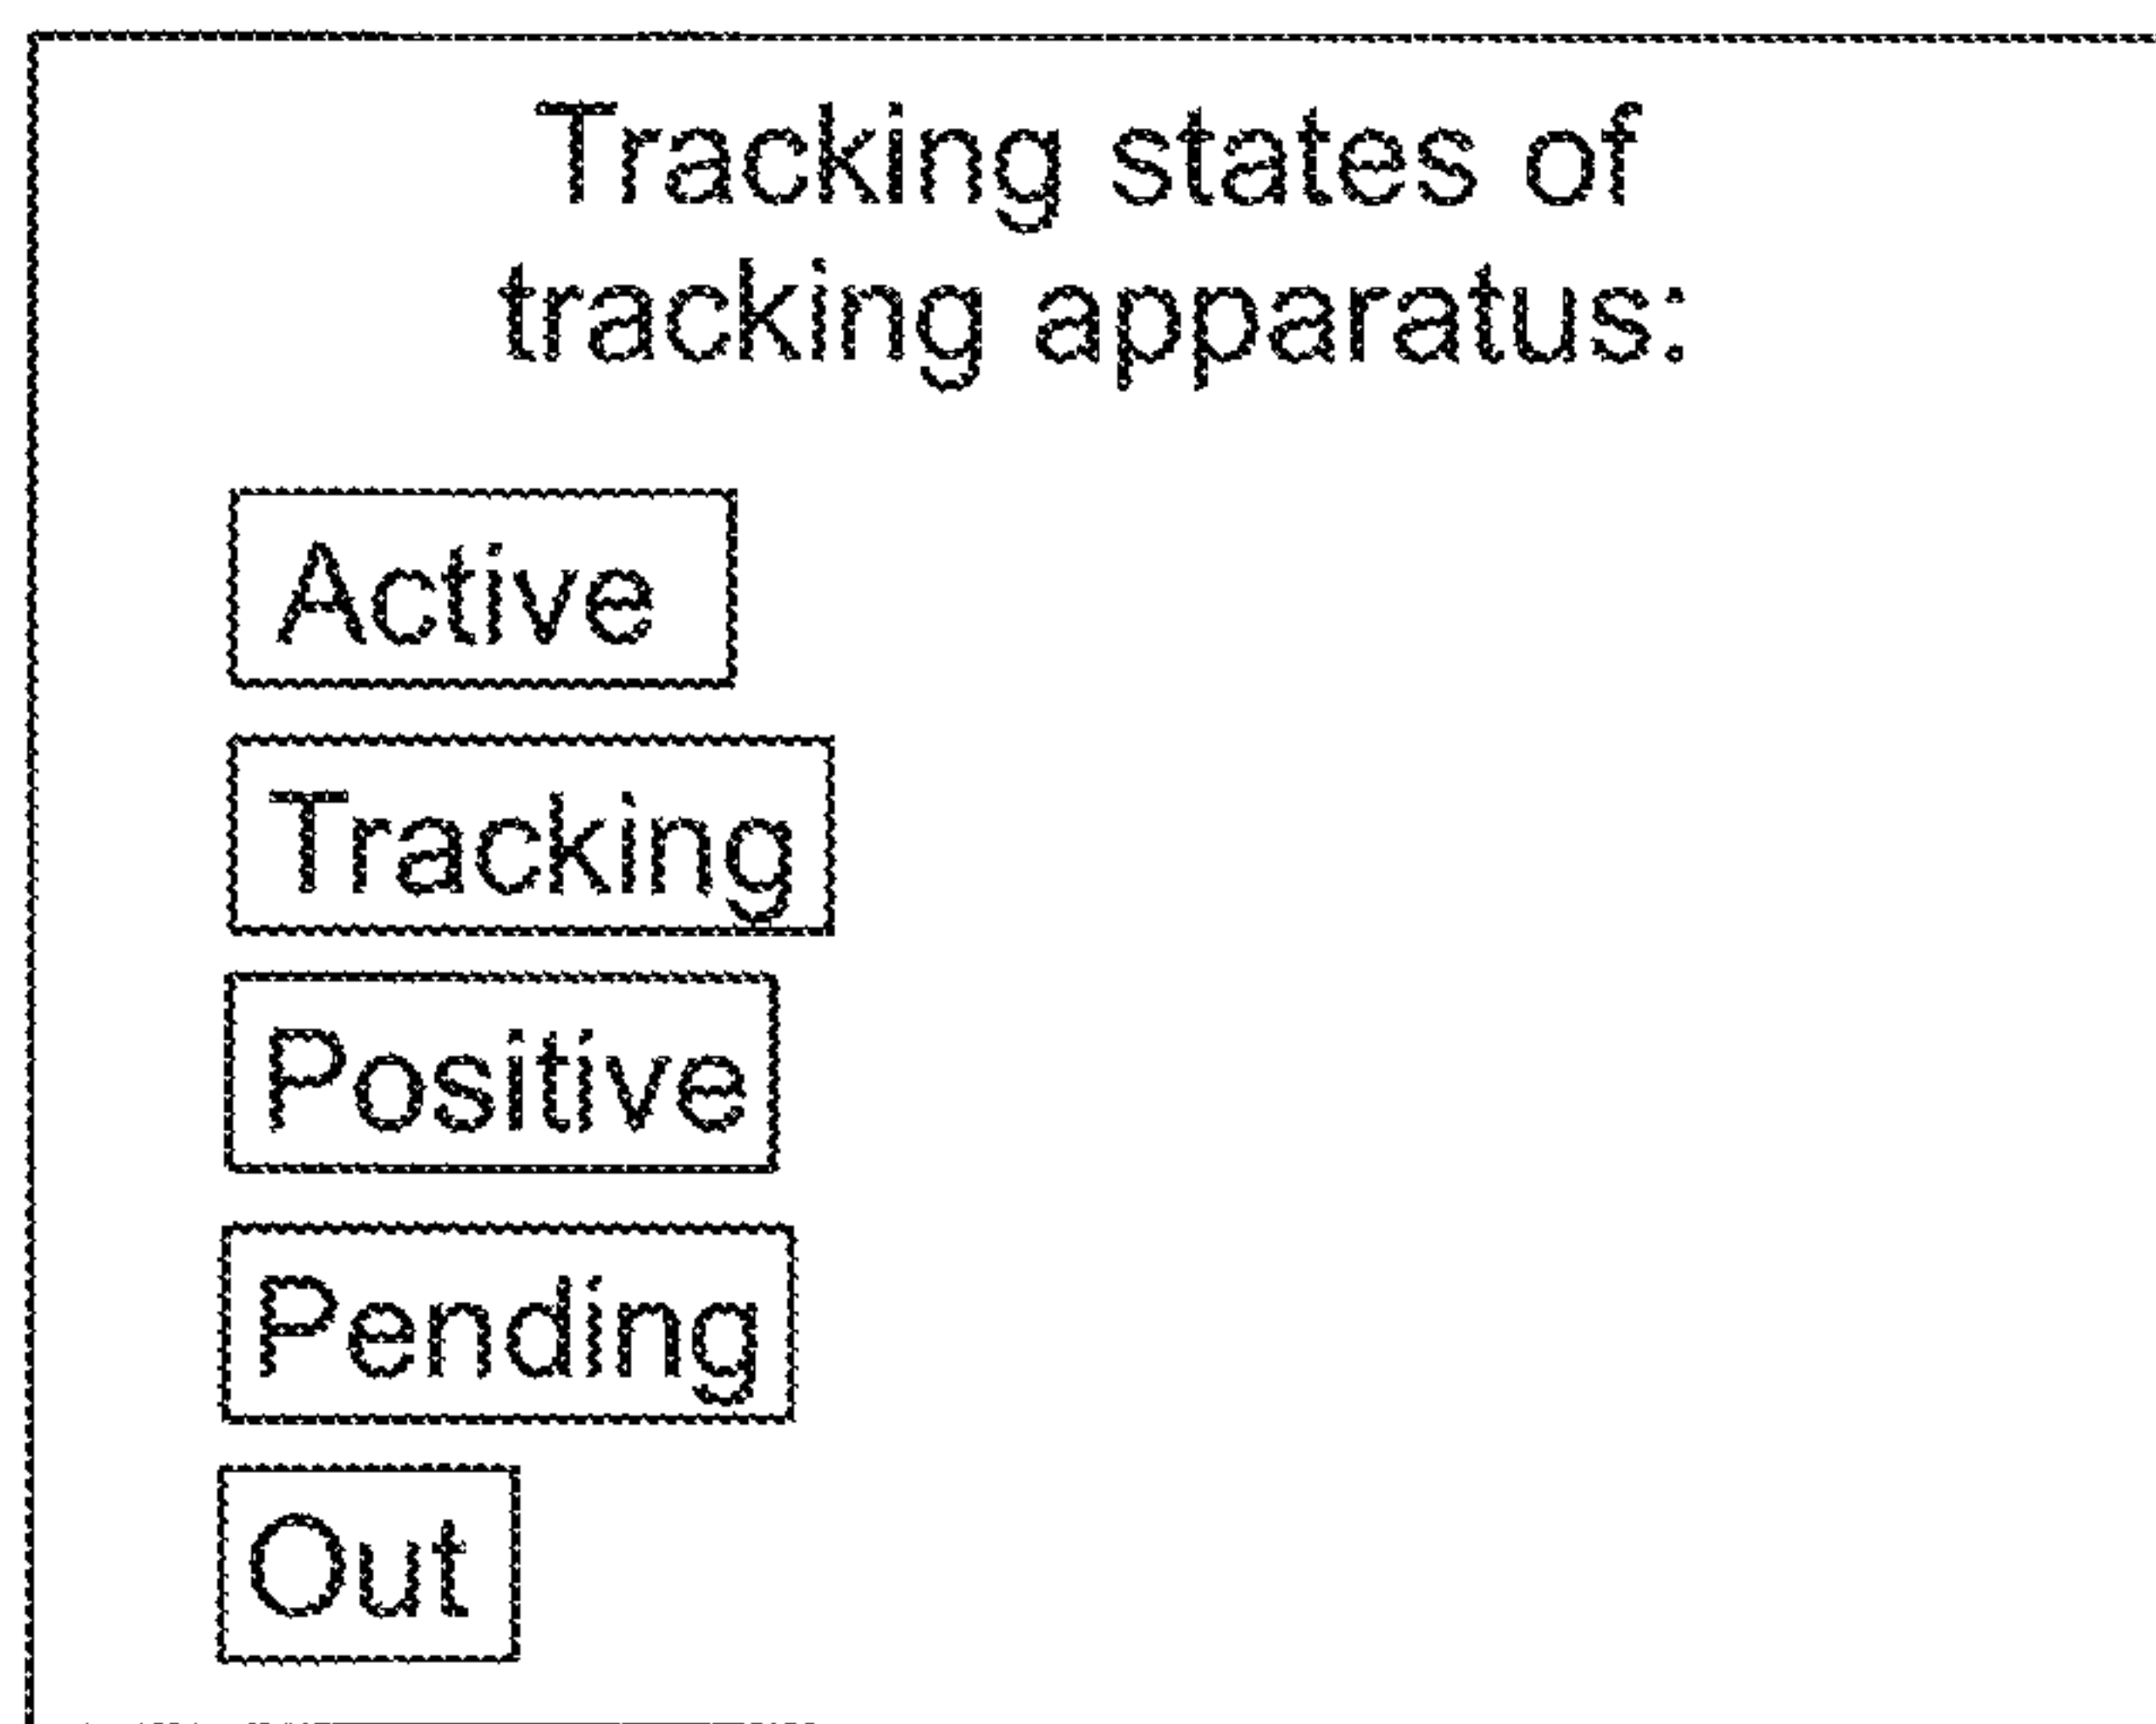 Tracking states of
tracking apparatus:
Active
Tracking
Positive
Pending
Out